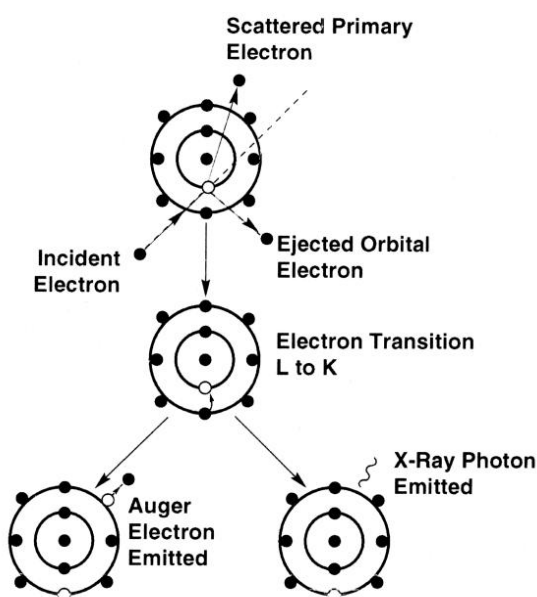 Scattered Primary
Electron
Incident
Electron
Ejected Orbital
Electron
Electron Transition
L to K
Auger
Electron
Emitted
X-Ray Photon
Emitted